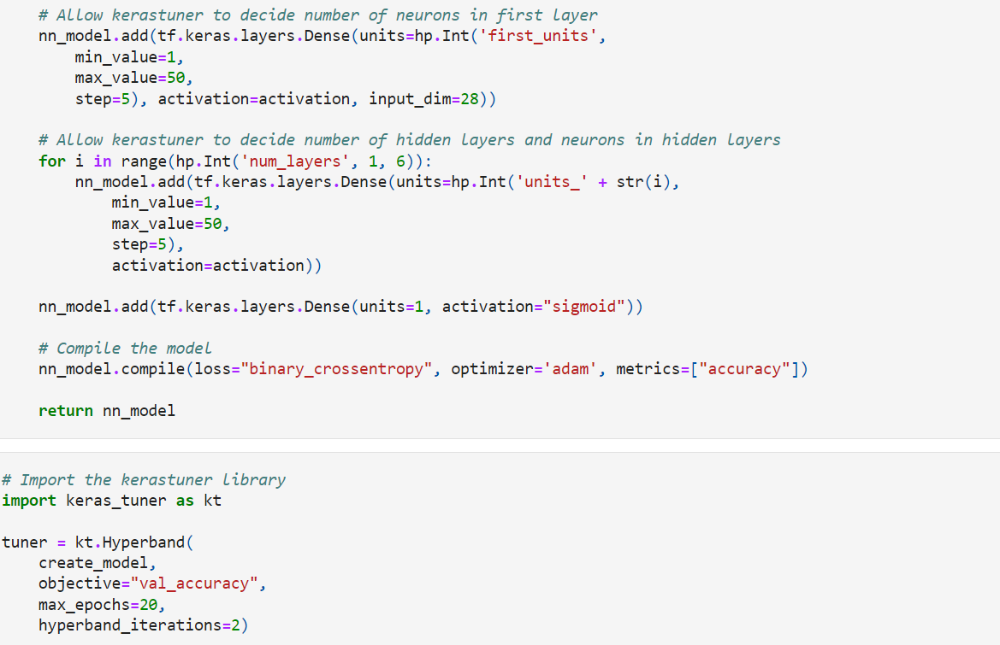 # Allow kerastuner to decide number of neurons in first layer
nn_model.add(tf.keras.layers.Dense(units=hp.Int('first_units',
min_value=1,
max_value=50,
step=5), activation=activation, input_dim=28))
# Allow kerastuner to decide number of hidden layers and neurons in hidden layers
for i in range(hp.Int('num_layers', 1, 6)):
nn_model.add(tf.keras.layers.Dense(units=hp.Int('units_' + str(i),
min_value=1,
max_value=50,
step=5),
activation=activation))
nn_model.add(tf.keras.layers.Dense(units=1, activation="sigmoid"))
# Compile the model
nn_model.compile(loss="binary_crossentropy", optimizer='adam', metrics=["accuracy"])
return nn_model
# Import the kerastuner library
import keras_tuner as kt
tuner = kt.Hyperband(
create_model,
objective="val_accuracy",
max_epochs=20,
hyperband_iterations=2)